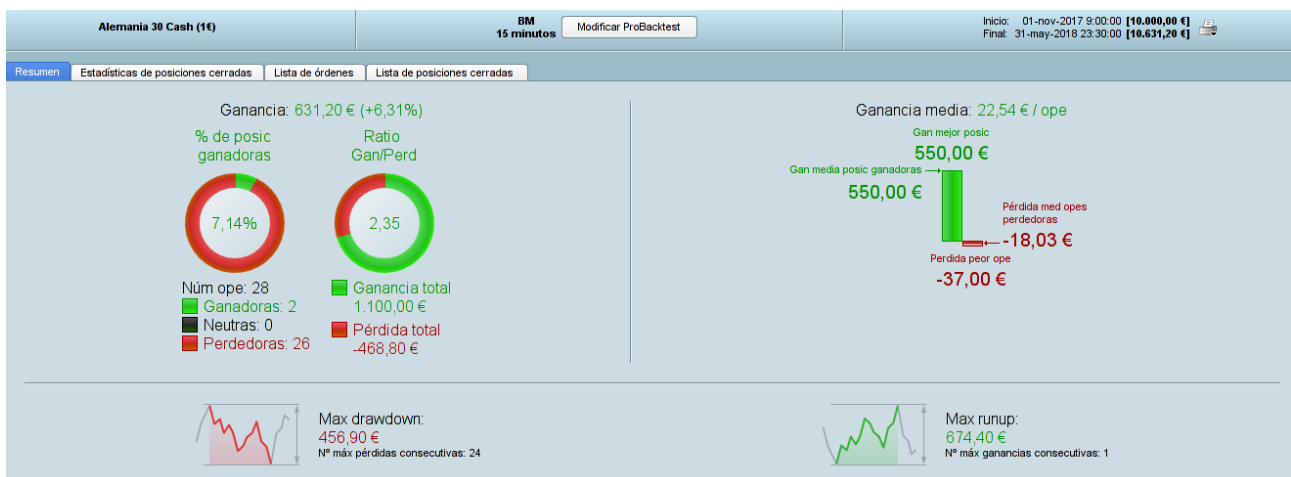 Alemania 30 Cash (1€)
BM
15 minutos
Modificar ProBacktest
Inicio: 01-nov-2017 9:00:00 [10.000,00 €]
Final: 31-may-2018 23:30:00 [10.631,20 €]
Resumen
Estadísticas de posiciones cerradas
Lista de órdenes
Lista de posiciones cerradas
Ganancia: 631,20 € (+6,31%)
% de posic
ganadoras
7,14%
Núm ope: 28
Ganadoras: 2
Neutras: 0
Perdedoras: 26
Ratio
Gan/Perd
2,35
Ganancia total
1.100,00 €
Pérdida total
-468,80 €
Ganancia media: 22,54 € / ope
Gan mejor posic
550,00 €
Gan media posic ganadoras
550,00 €
Pérdida med opes
perdedoras
-18,03 €
Perdida peor ope
-37,00 €
Max drawdown:
456,90 €
Nº máx pérdidas consecutivas: 24
Max runup:
674,40 €
Nº máx ganancias consecutivas: 1